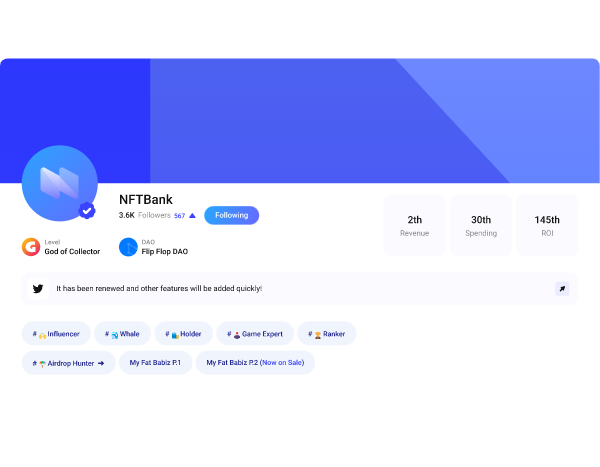 NFTBank
3.6K Followers 567 Following
2th
Revenue
30th
Spending
145th
ROI
Level
God of Collector
DAO
Flip Flop DAO
It has been renewed and other features will be added quickly!
# Influencer
# Whale
# Holder
# Game Expert
# Ranker
# Airdrop Hunter
My Fat Babiz P.1
My Fat Babiz P.2 (Now on Sale)